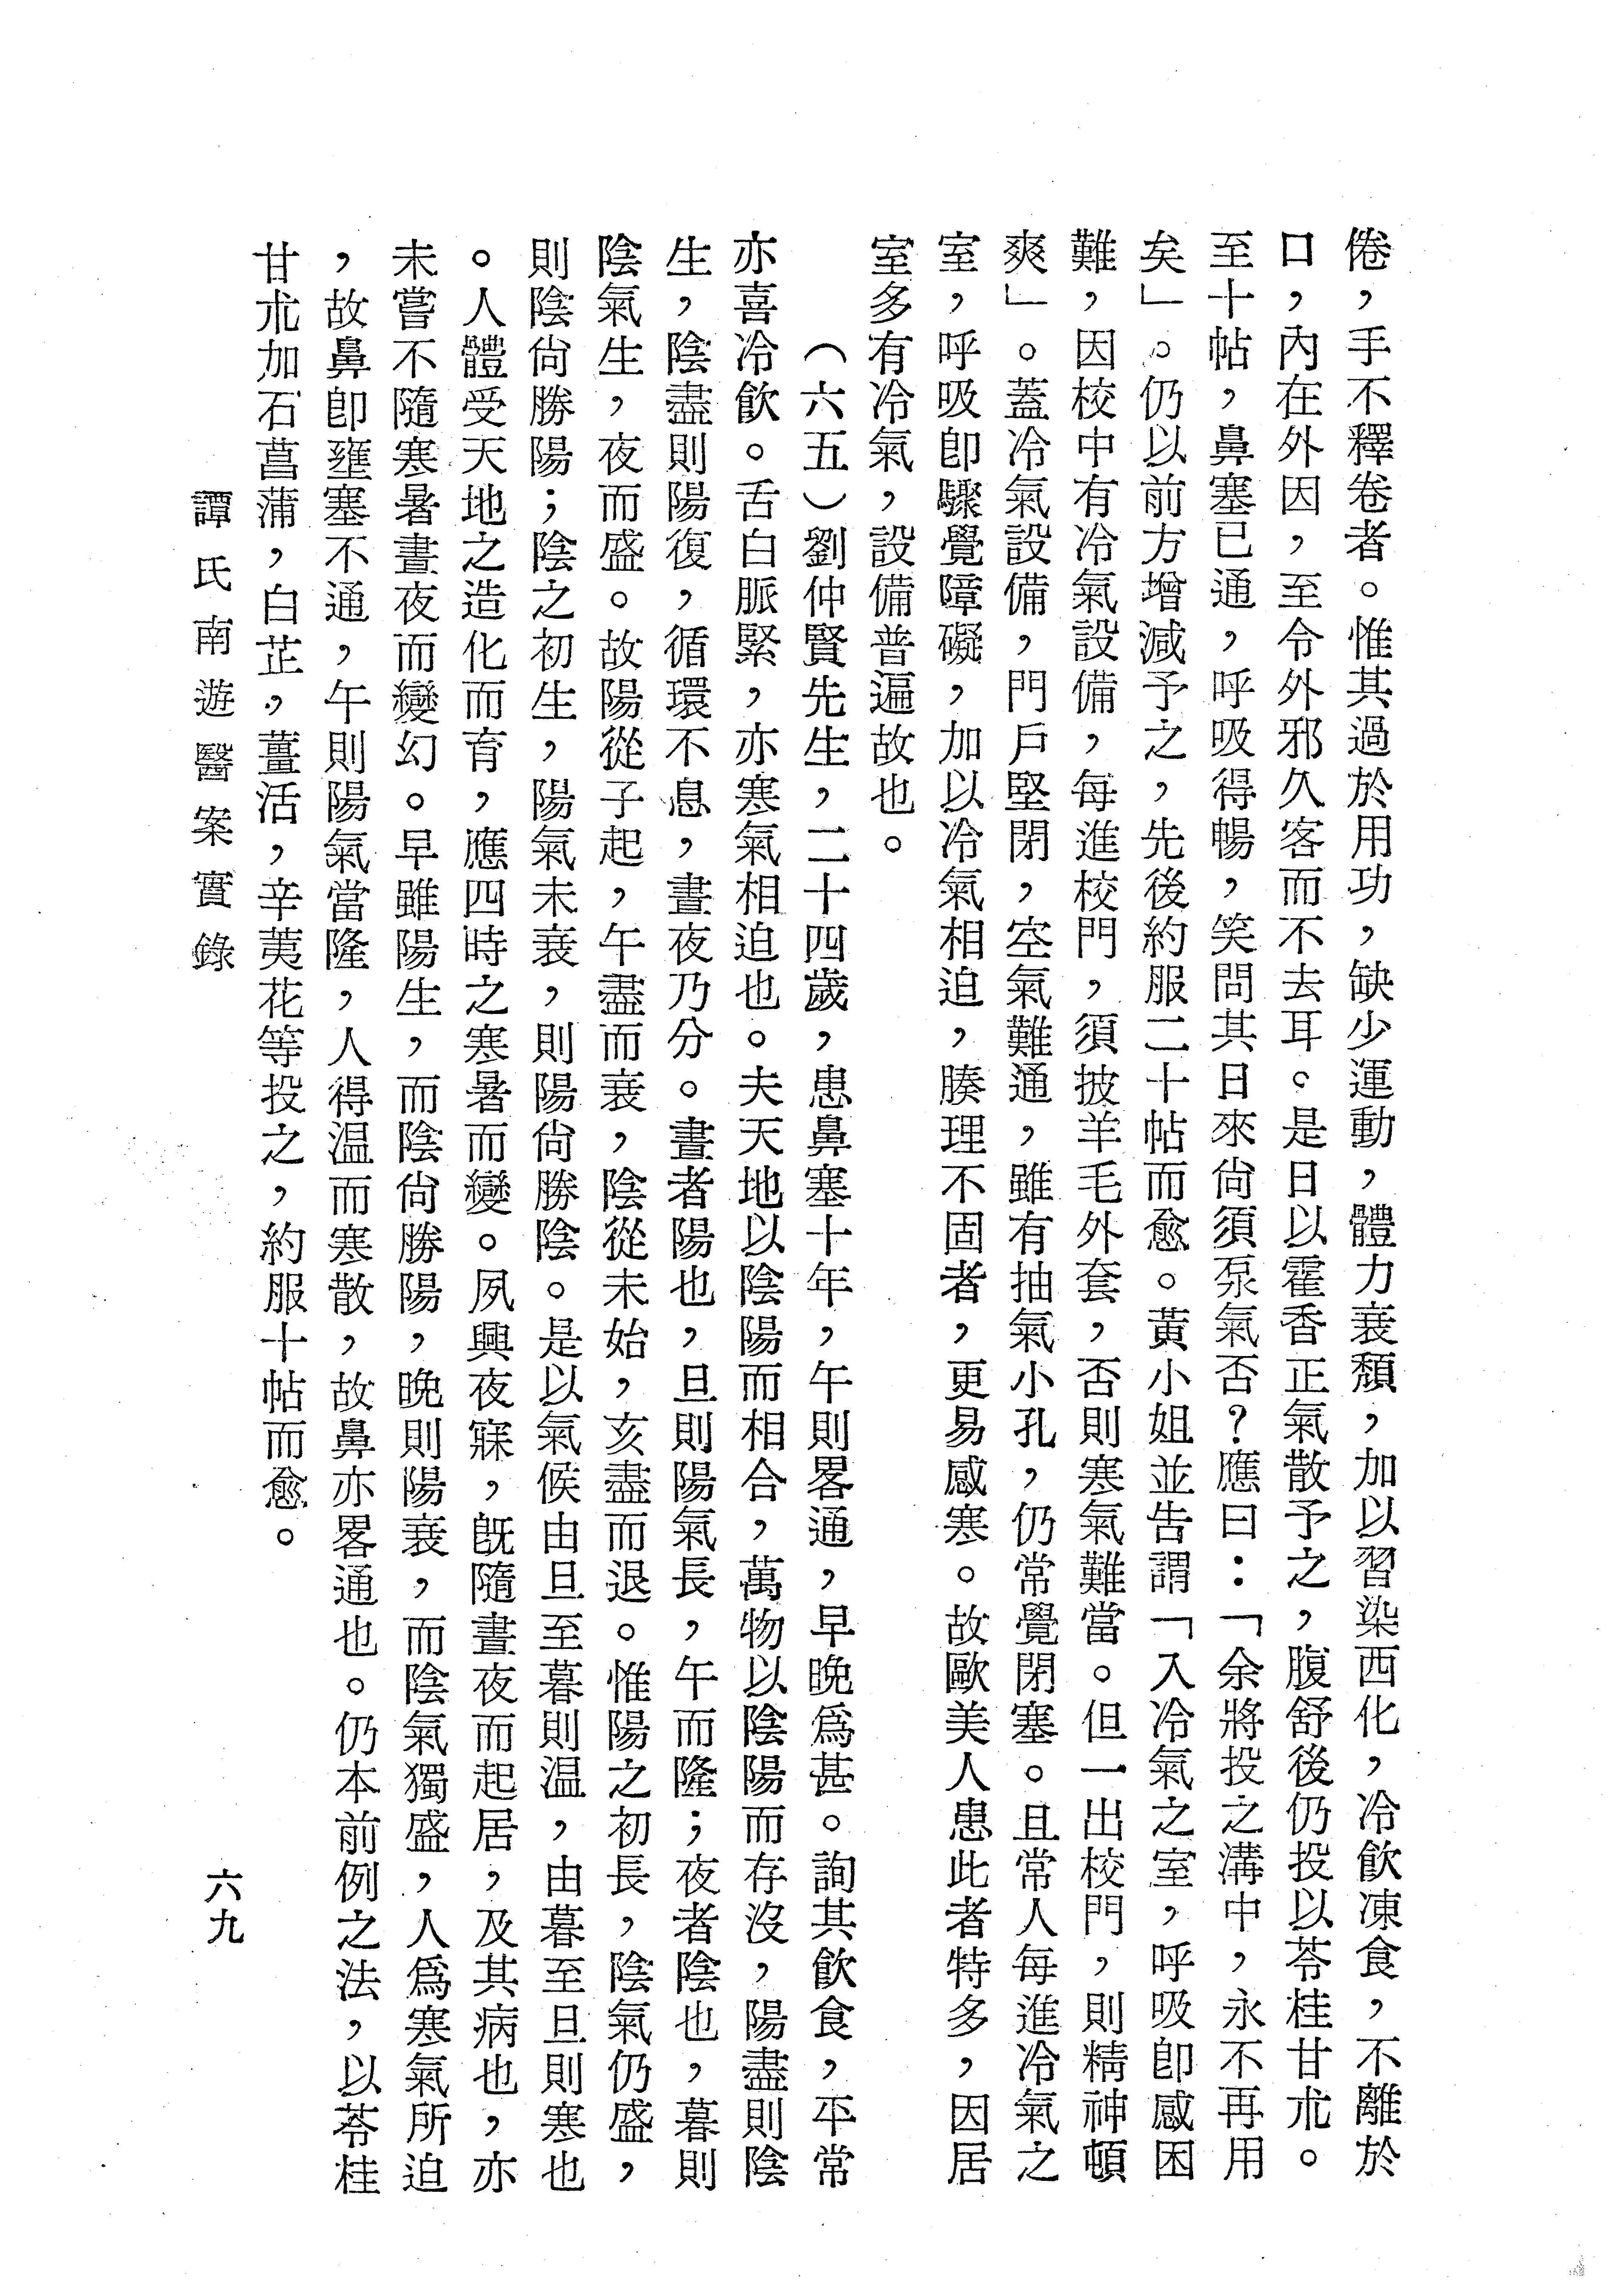 倦，手不釋卷者。惟其過於用功，缺少運動，體力衰頹，加以習染西化，冷飲凍食，不離於
口，內在外因，至令外邪久客而不去耳。是日以霍香正氣散予之，腹舒後仍投以苓桂甘朮。
至十帖，鼻塞已通，呼吸得暢，笑問其日來尙須泵氣否？應曰：「余將投之溝中，永不再用
矣」。仍以前方增減予之，先後約服二十帖而愈。黃小姐並告謂「入冷氣之室，呼吸卽感困
難，因校中有冷氣設備，每進校門，須披羊毛外套，否則寒氣難當。但一出校門，則精神頓
爽」。蓋冷氣設備，門戶堅閉，空氣難通，雖有抽氣小孔，仍常覺閉塞。且常人每進冷氣之
室，呼吸卽驟覺障礙，加以冷氣相迫，腠理不固者，更易感寒。故歐美人患此者特多，因居
室多有冷氣，設備普遍故也。
（六五）劉仲賢先生，二十四歲，患鼻塞十年，午則畧通，早晚爲甚。詢其飲食，平常
亦喜冷飲。舌白脈緊，亦寒氣相迫也。夫天地以陰陽而相合，萬物以陰陽而存沒，陽盡則陰
生，陰盡則陽復，循環不息，晝夜乃分。晝者陽也，旦則陽氣長，午而隆；夜者陰也，暮則
陰氣生，夜而盛。故陽從子起，午盡而衰，陰從未始，亥盡而退。惟陽之初長，陰氣仍盛，
則陰尙勝陽；陰之初生，陽氣未衰，則陽尙勝陰。是以氣候由旦至暮則温，由暮至旦則寒也
。人體受天地之造化而育，應四時之寒暑而變。夙興夜寐，旣隨晝夜而起居，及其病也，亦
未嘗不隨寒暑晝夜而變幻。早雖陽生，而陰尙勝陽，晚則陽衰，而陰氣獨盛，人爲寒氣所迫
，故鼻卽壅塞不通，午則陽氣當隆，人得温而寒散，故鼻亦畧通也。仍本前例之法，以苓桂
甘朮加石菖蒲，白芷，薑活，辛荑花等投之，約服十帖而愈。
譚氏南遊醫案實錄
六九